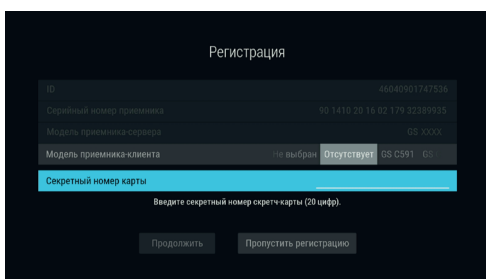 Регистрация
ID 46040901747536
Серийный номер приемника 90 1410 20 16 02 179 32389935
Модель приемника-сервера GS XXXX
Модель приемника-клиента Не выбран Отсутствует GS C591 GS
Секретный номер карты
Введите секретный номер скретч-карты (20 цифр).
Продолжить Пропустить регистрацию